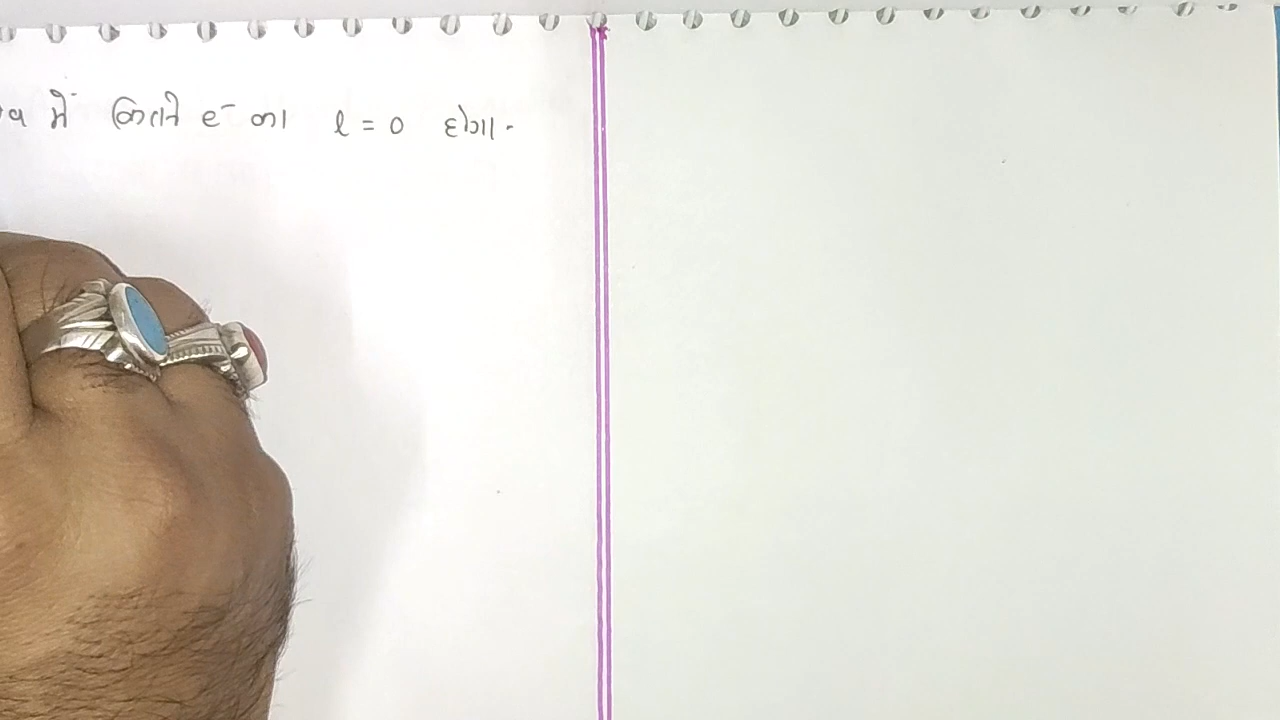 में कितने e⁻ का l = 0 होगा -